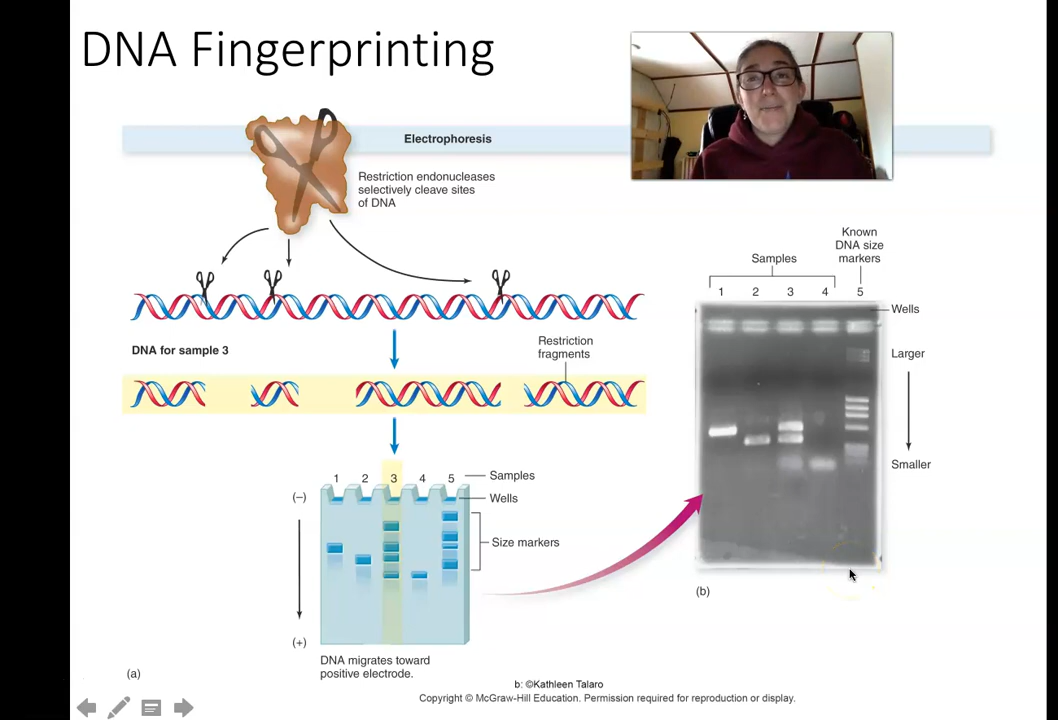 DNA Fingerprinting
Electrophoresis
Restriction endonucleases
selectively cleave sites
of DNA
DNA for sample 3
Restriction
fragments
1 2 3 4 5 Samples
(–)
Wells
Size markers
(+)
DNA migrates toward
positive electrode.
(a)
Known
DNA size
markers
Samples
1 2 3 4 5
Wells
Larger
Smaller
(b)
b: ©Kathleen Talaro
Copyright © McGraw-Hill Education. Permission required for reproduction or display.